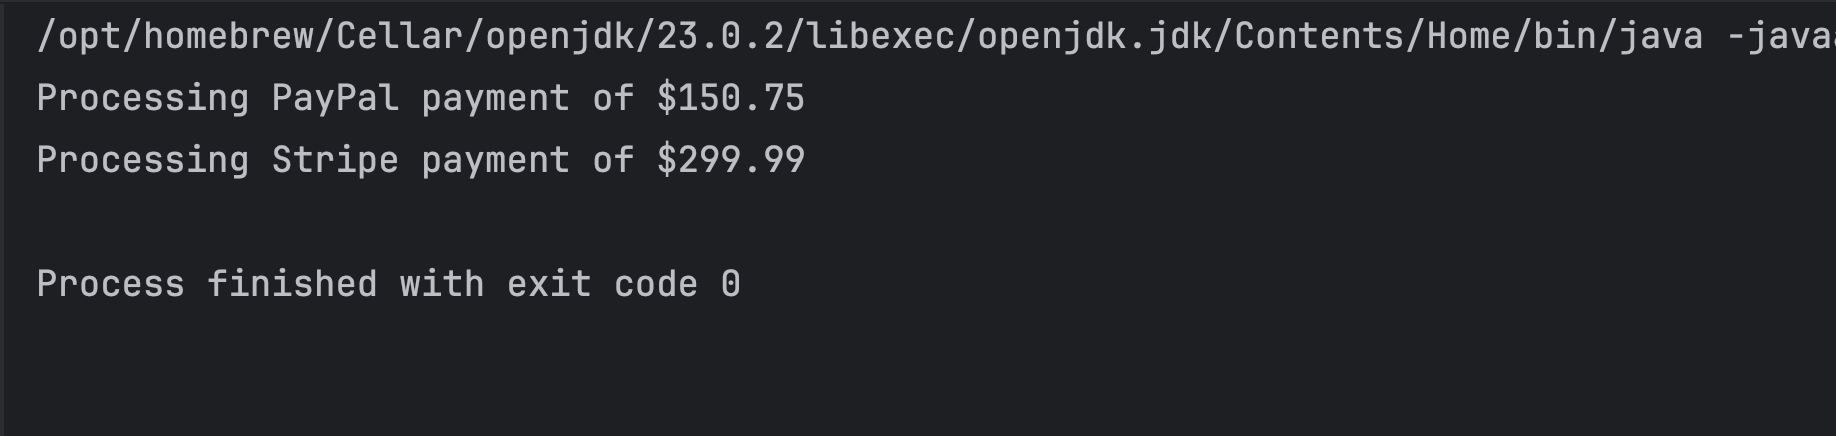 /opt/homebrew/Cellar/openjdk/23.0.2/libexec/openjdk.jdk/Contents/Home/bin/java -java
Processing PayPal payment of $150.75
Processing Stripe payment of $299.99
Process finished with exit code 0